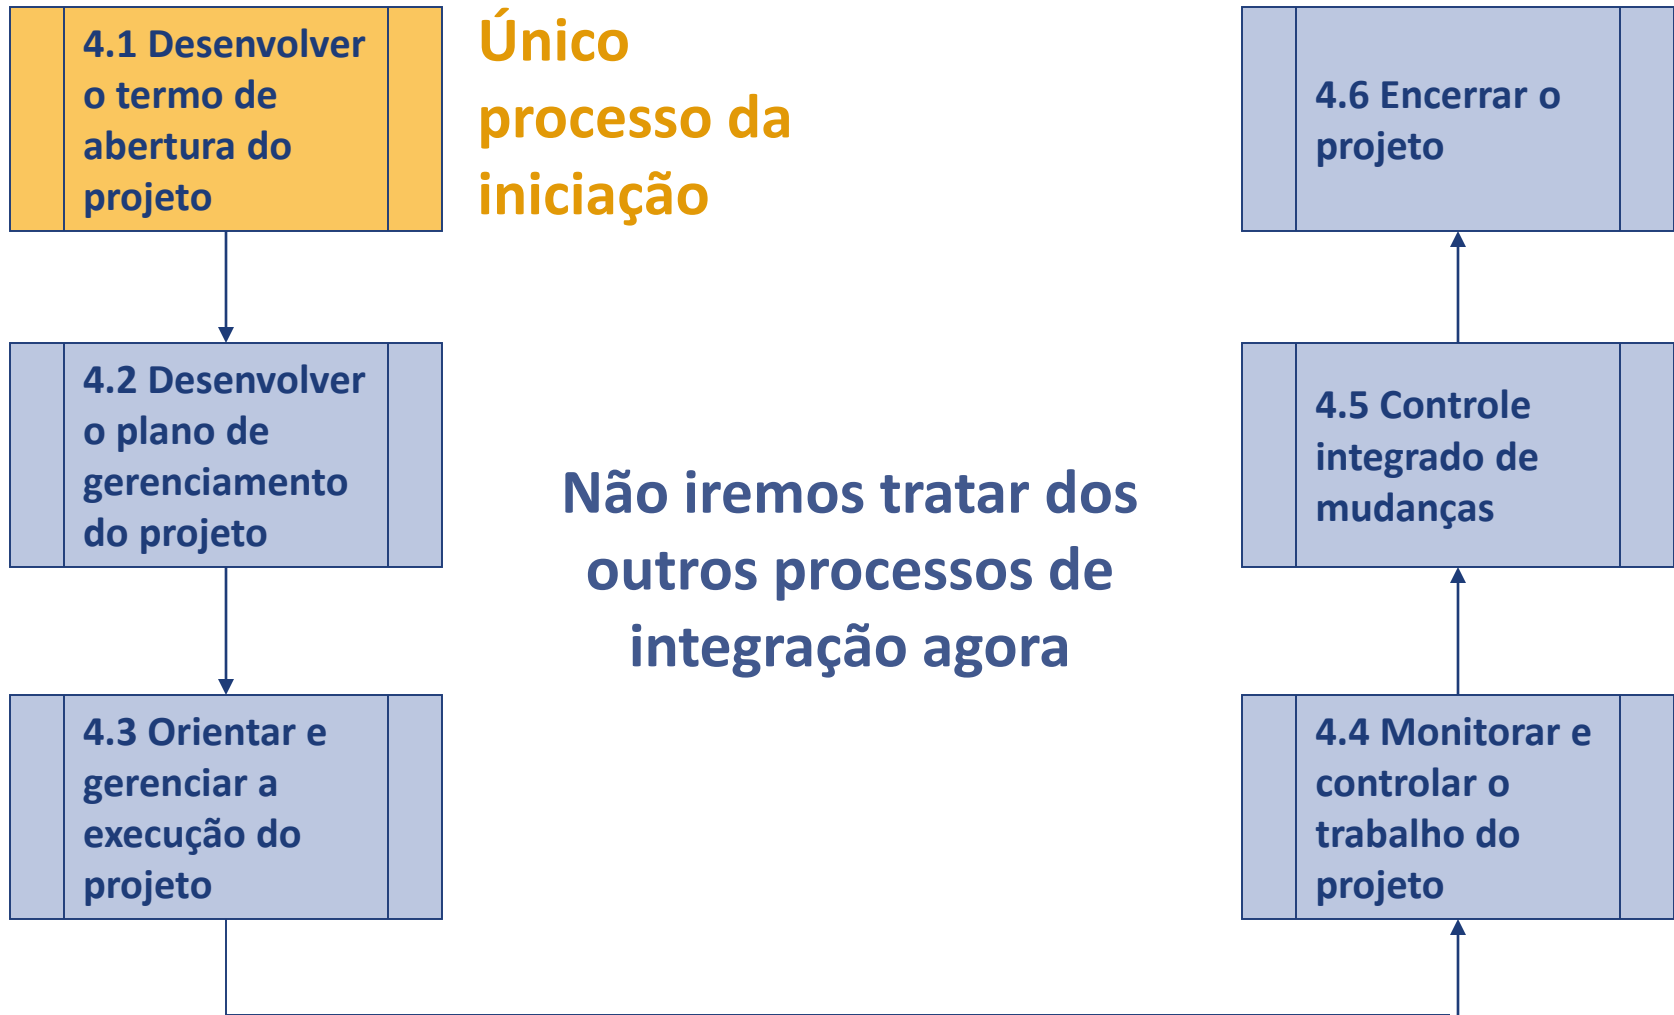 4.1 Desenvolver
o termo de
abertura do
projeto
Único
processo da
iniciação
4.2 Desenvolver
o plano de
gerenciamento
do projeto
4.3 Orientar e
gerenciar a
execução do
projeto
Não iremos tratar dos
outros processos de
integração agora
4.6 Encerrar o
projeto
4.5 Controle
integrado de
mudanças
4.4 Monitorar e
controlar o
trabalho do
projeto